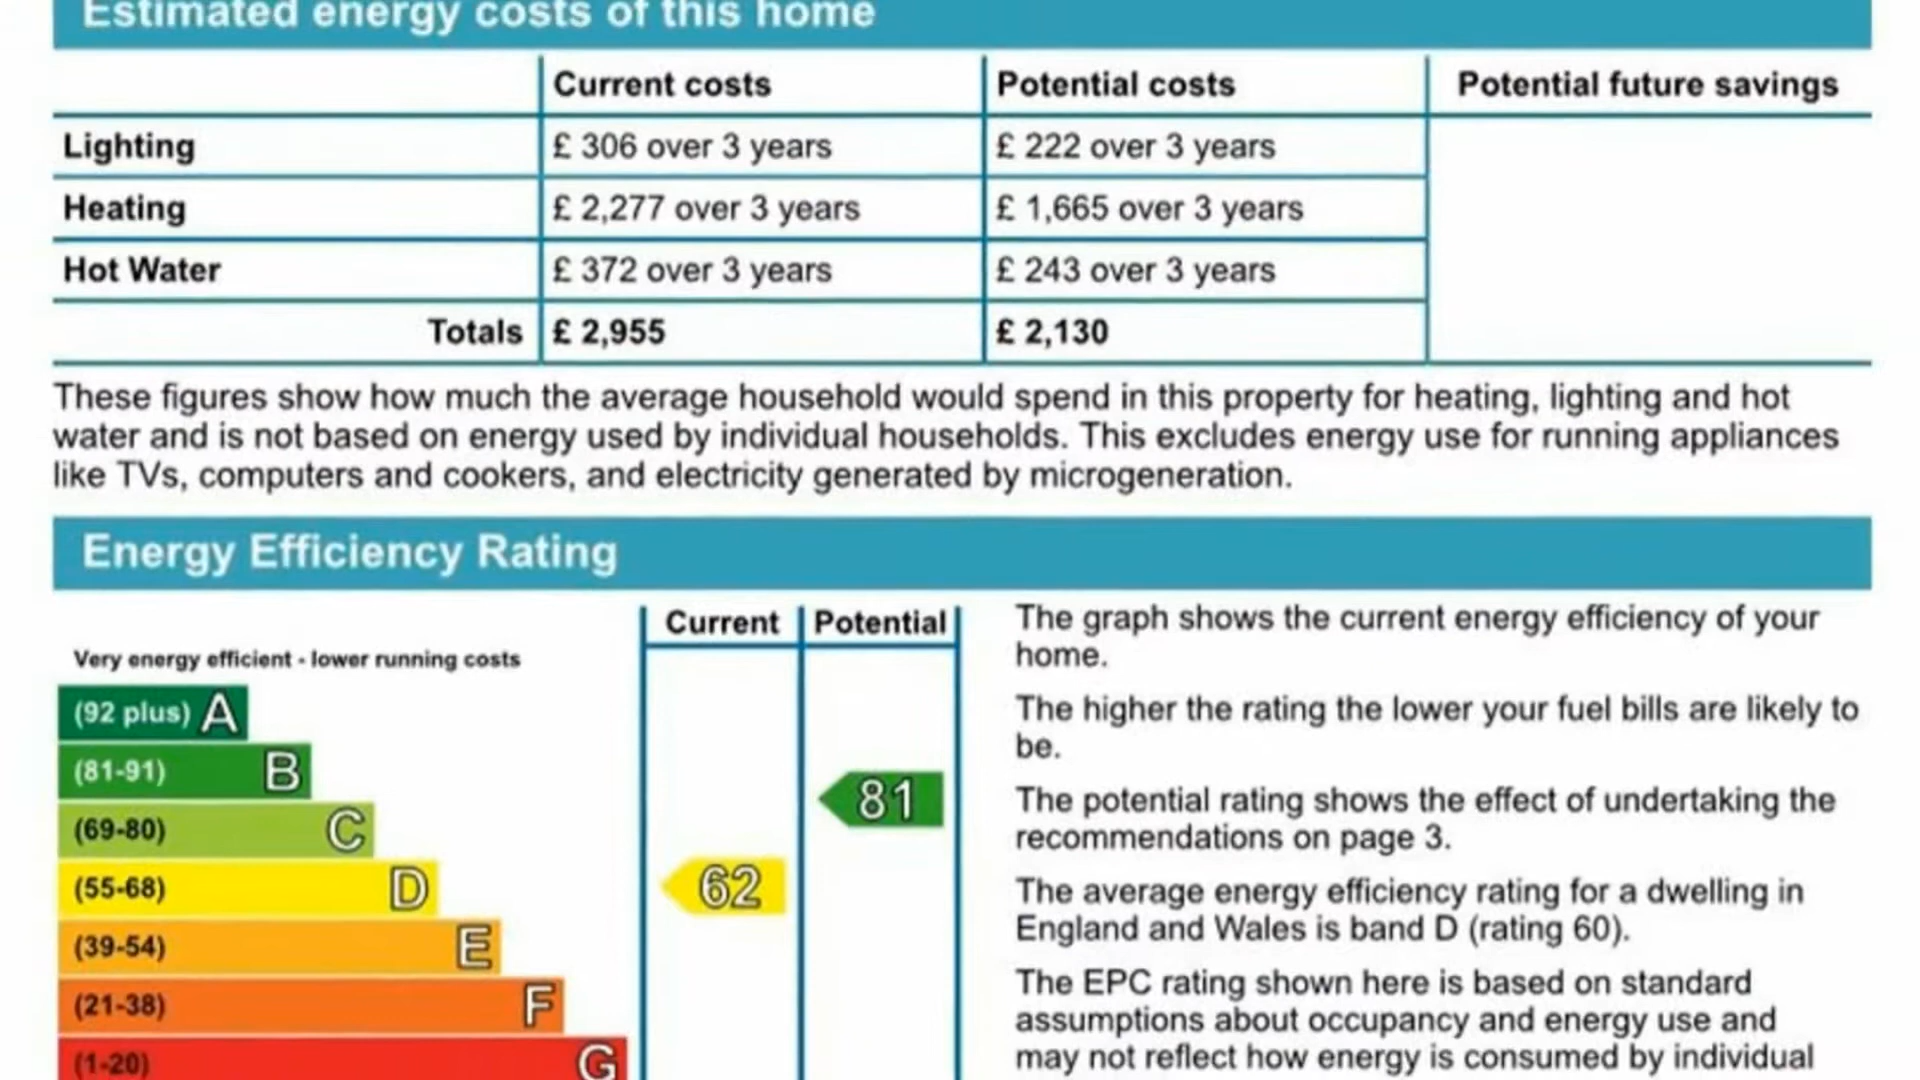 Estimated energy costs of this home
Current costs Potential costs Potential future savings
Lighting £ 306 over 3 years £ 222 over 3 years
Heating £ 2,277 over 3 years £ 1,665 over 3 years
Hot Water £ 372 over 3 years £ 243 over 3 years
Totals £ 2,955 £ 2,130
These figures show how much the average household would spend in this property for heating, lighting and hot
water and is not based on energy used by individual households. This excludes energy use for running appliances
like TVs, computers and cookers, and electricity generated by microgeneration.
Energy Efficiency Rating
Current Potential
Very energy efficient - lower running costs
(92 plus) A
(81-91) B
81
(69-80) C
(55-68) D
62
(39-54) E
(21-38) F
(1-20) G
The graph shows the current energy efficiency of your
home.
The higher the rating the lower your fuel bills are likely to
be.
The potential rating shows the effect of undertaking the
recommendations on page 3.
The average energy efficiency rating for a dwelling in
England and Wales is band D (rating 60).
The EPC rating shown here is based on standard
assumptions about occupancy and energy use and
may not reflect how energy is consumed by individual